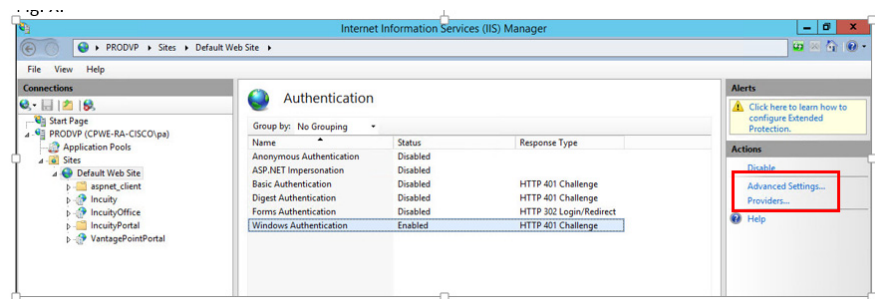 Internet Information Services (IIS) Manager
PRODVP ▸ Sites ▸ Default Web Site ▸
File View Help
Connections
Start Page
PRODVP (CPWE-RA-CISCO\pa)
Application Pools
Sites
Default Web Site
aspnet_client
Incuity
IncuityOffice
IncuityPortal
VantagePointPortal
Authentication
Group by: No Grouping
Name Status Response Type
Anonymous Authentication Disabled
ASP.NET Impersonation Disabled
Basic Authentication Disabled HTTP 401 Challenge
Digest Authentication Disabled HTTP 401 Challenge
Forms Authentication Disabled HTTP 302 Login/Redirect
Windows Authentication Enabled HTTP 401 Challenge
Alerts
Click here to learn how to
configure Extended
Protection.
Actions
Disable
Advanced Settings...
Providers...
Help